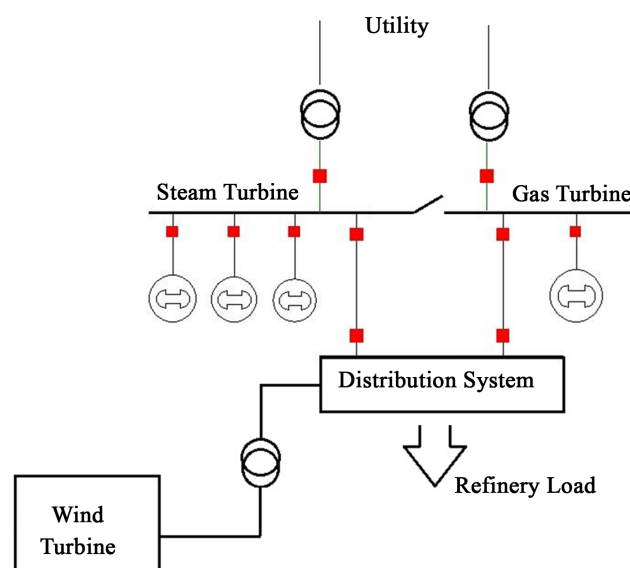 Utility
Steam Turbine
Gas Turbine
Distribution System
Refinery Load
Wind
Turbine